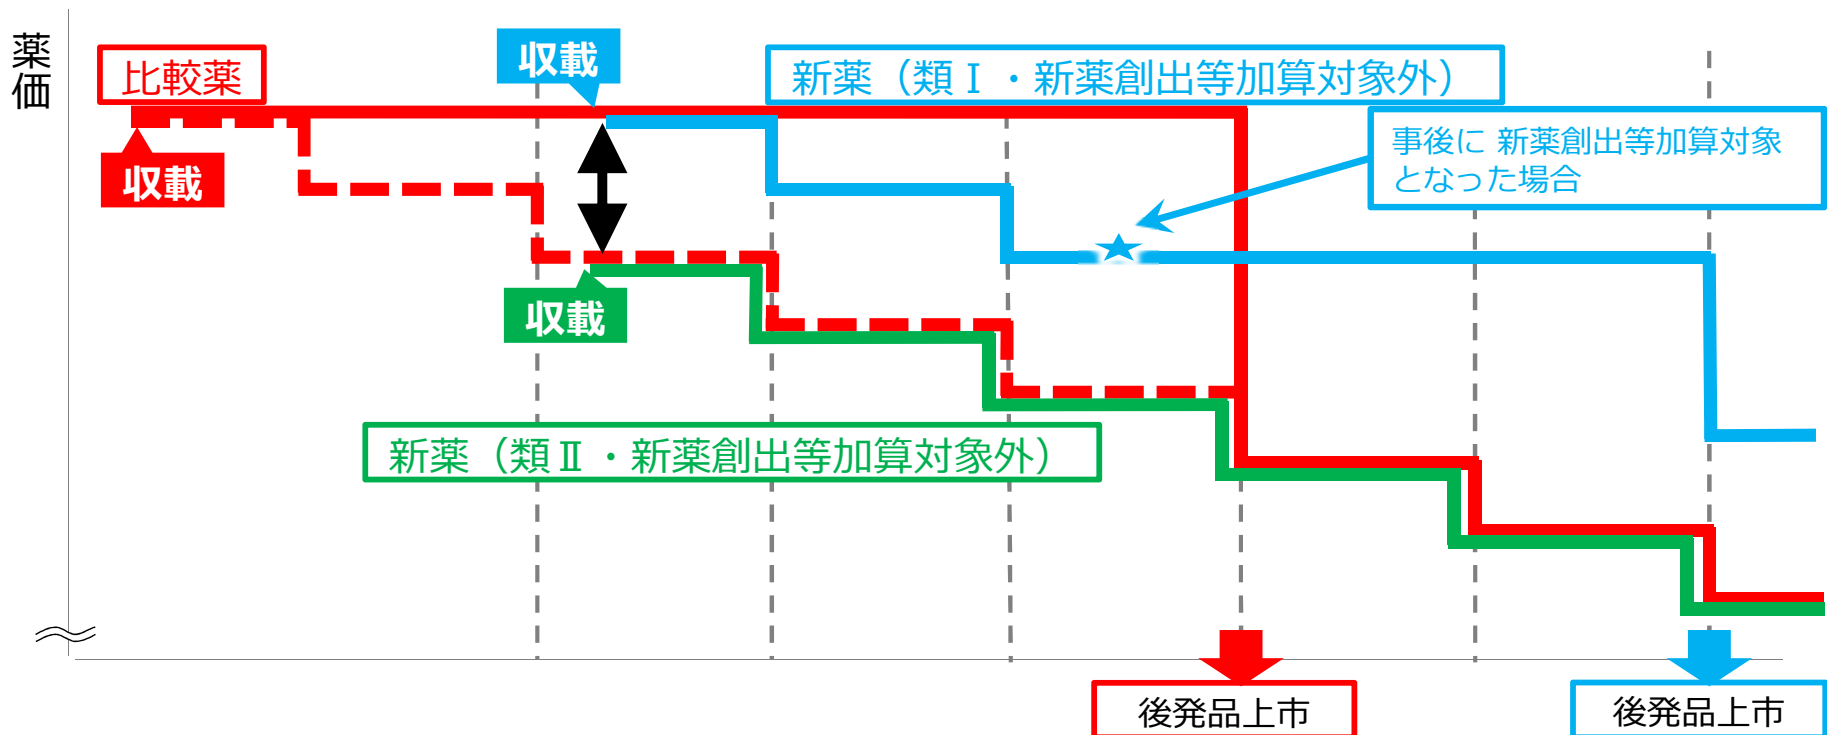 薬価
比較薬
収載
収載
新薬（類Ⅰ・新薬創出等加算対象外）
事後に 新薬創出等加算対象
となった場合
収載
新薬（類Ⅱ・新薬創出等加算対象外）
後発品上市
後発品上市